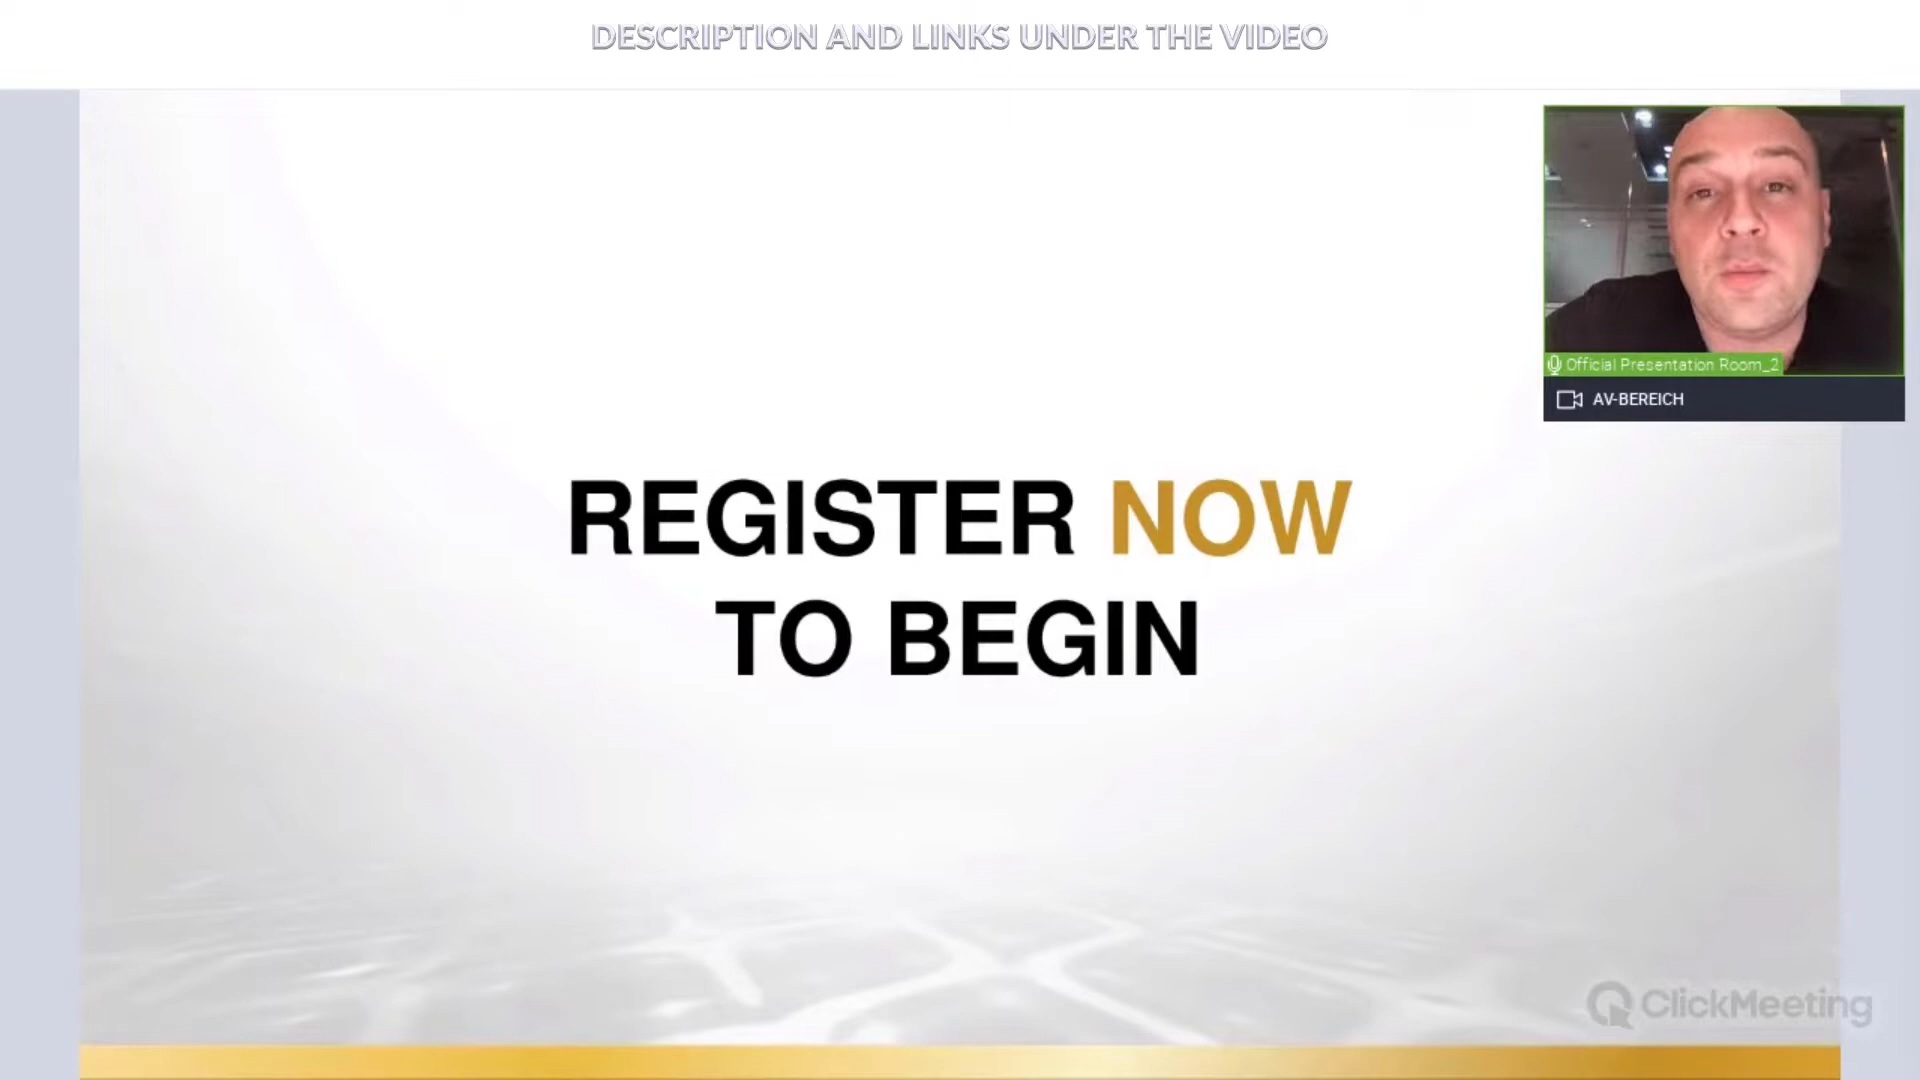 DESCRIPTION AND LINKS UNDER THE VIDEO
Official Presentation Room_2
AV-BEREICH
REGISTER NOW
TO BEGIN
ClickMeeting